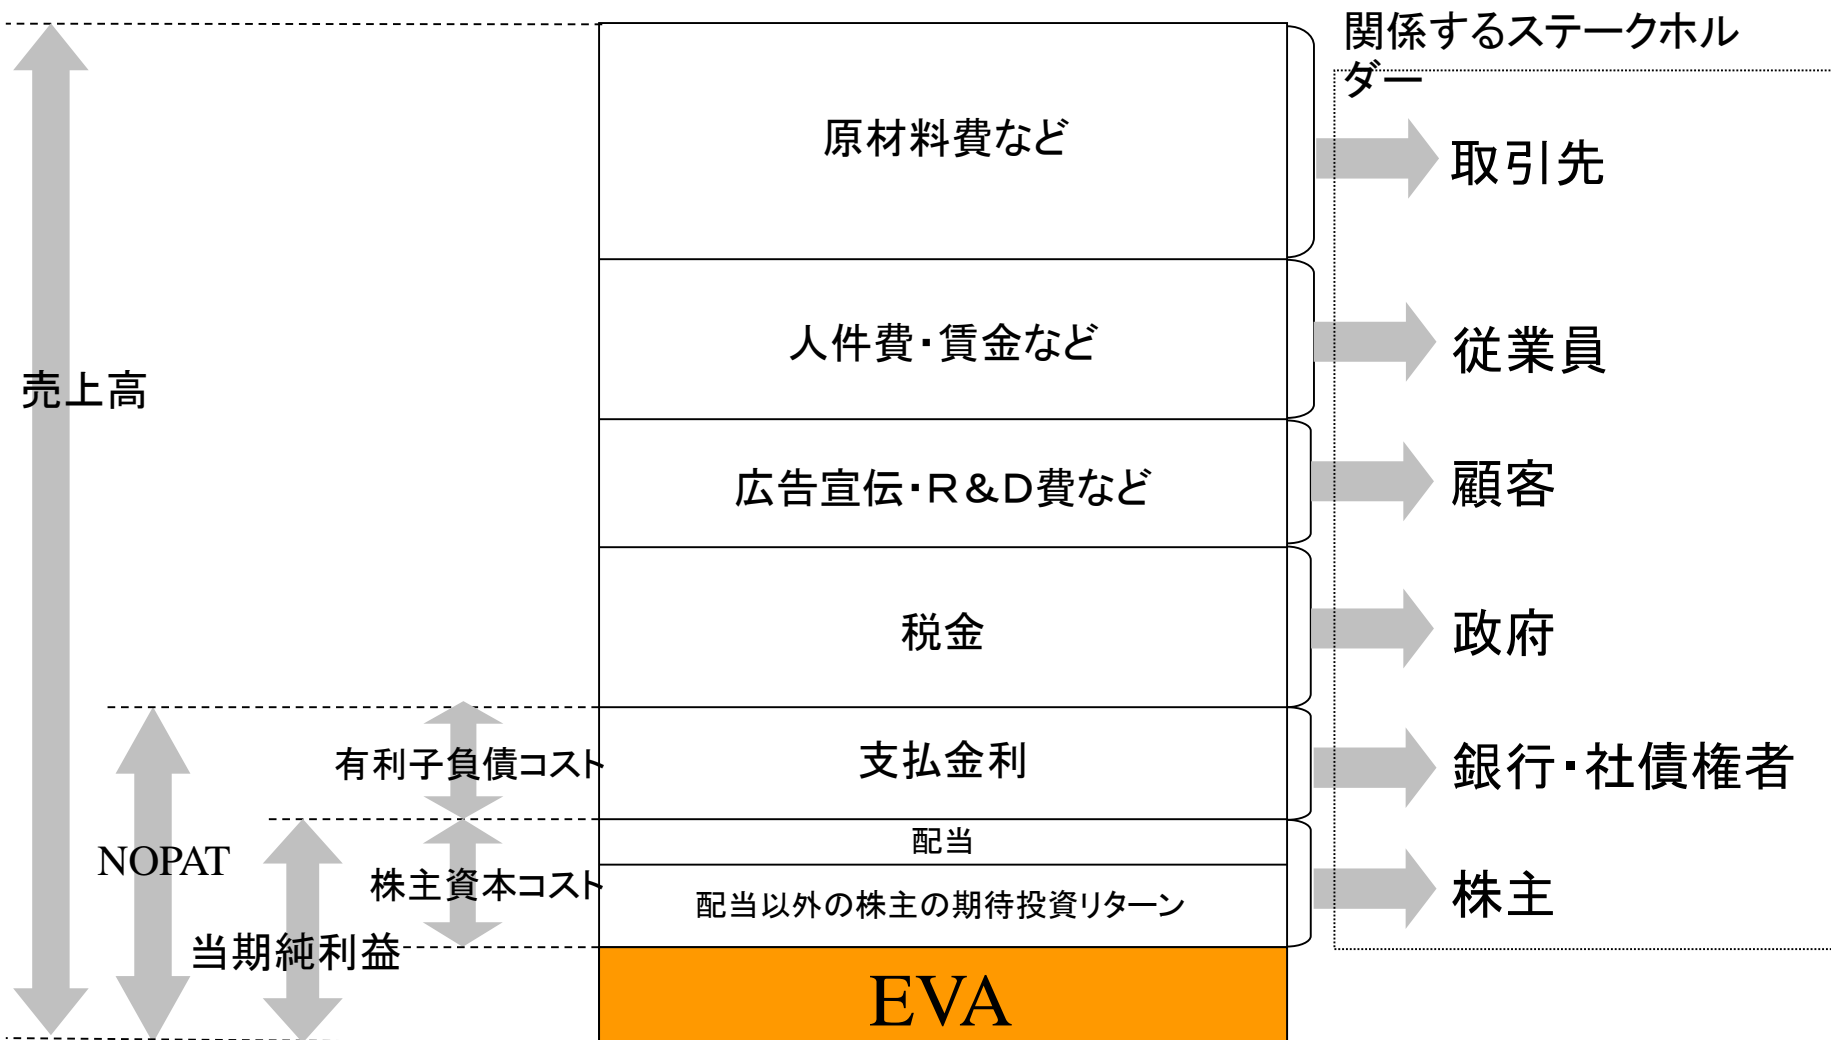 関係するステークホル
ダー
原材料費など
取引先
人件費・賃金など
従業員
売上高
広告宣伝・Ｒ＆Ｄ費など
顧客
税金
政府
有利子負債コスト
支払金利
銀行・社債権者
NOPAT
配当
株主資本コスト
配当以外の株主の期待投資リターン
株主
当期純利益
EVA